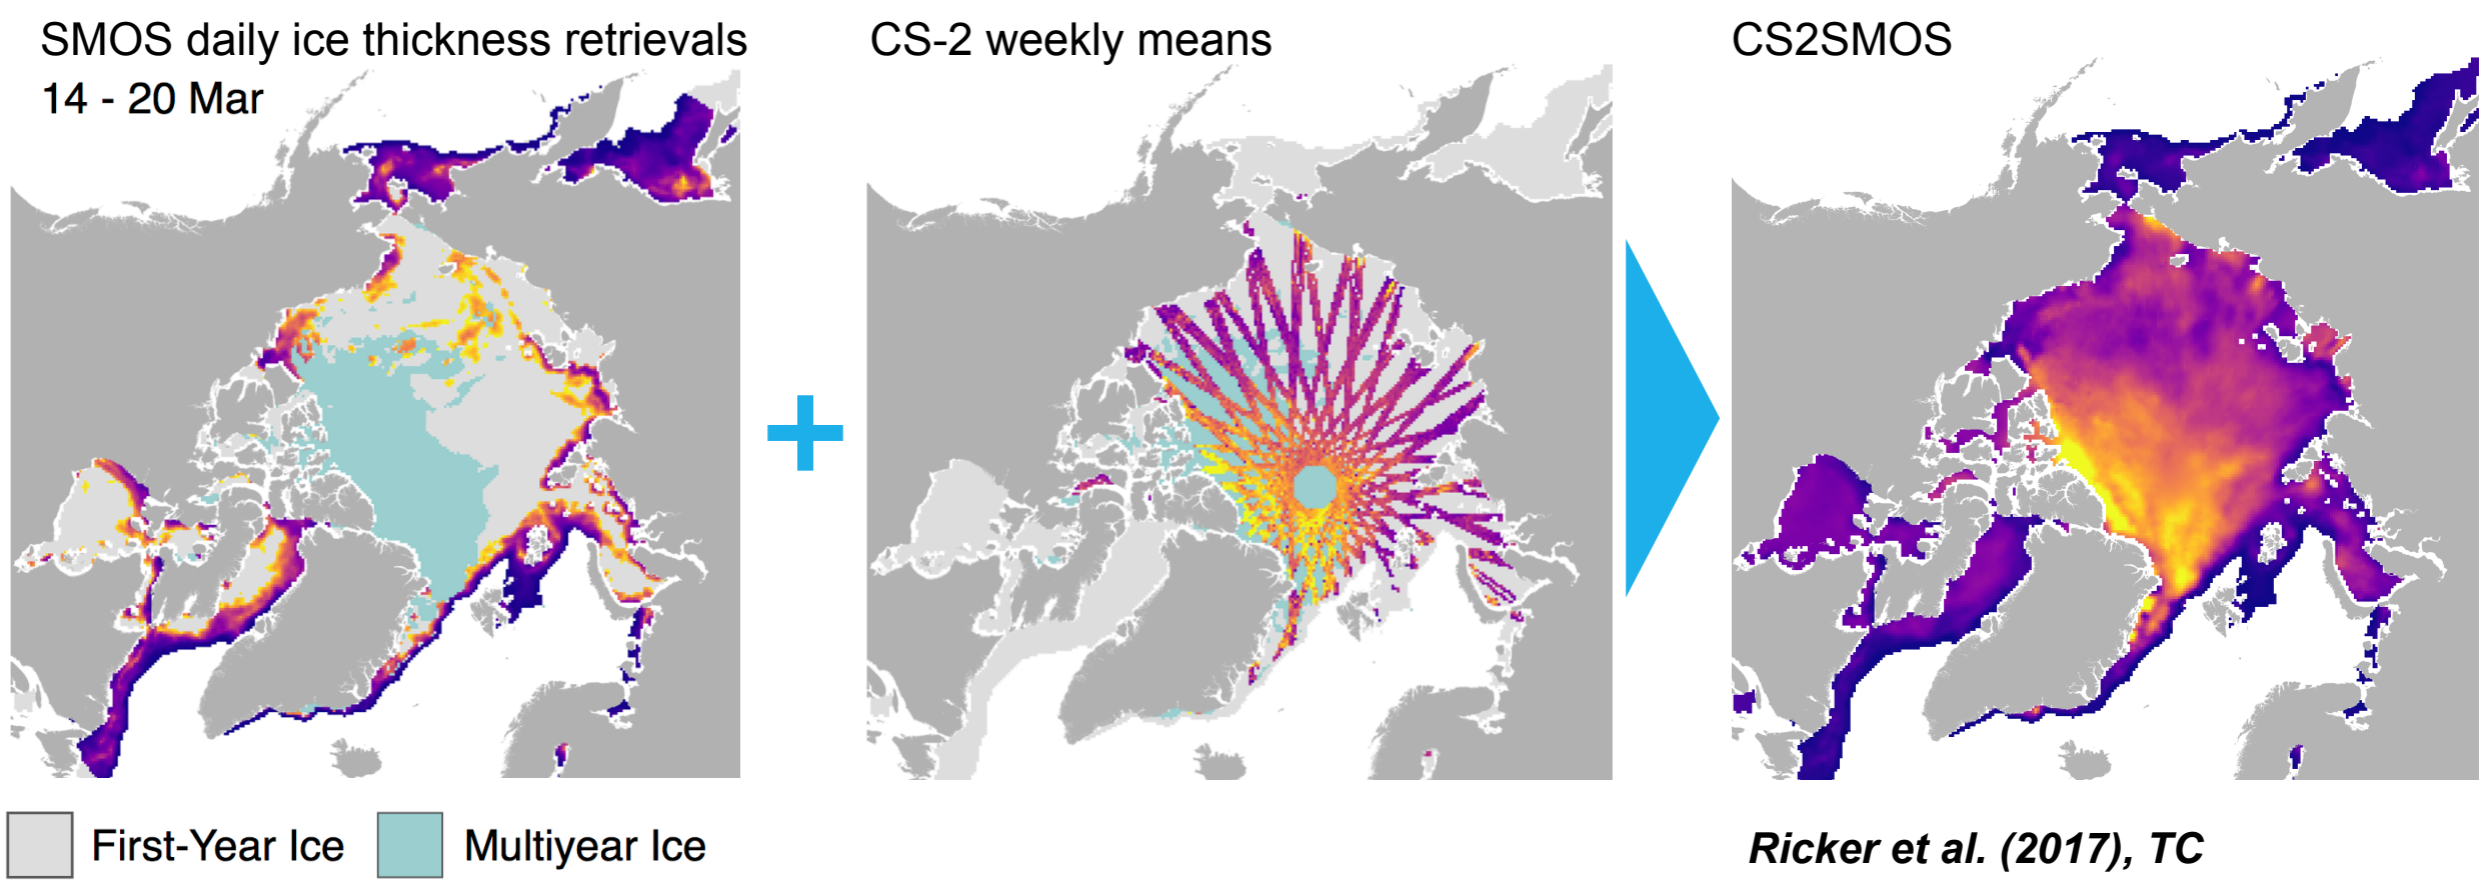 SMOS daily ice thickness retrievals
14 - 20 Mar
CS-2 weekly means
CS2SMOS
+
First-Year Ice
Multiyear Ice
Ricker et al. (2017), TC